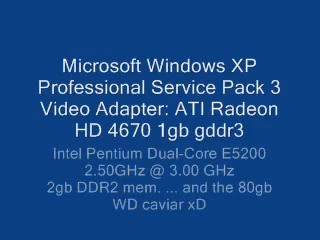 Microsoft Windows XP
Professional Service Pack 3
Video Adapter: ATI Radeon
HD 4670 1gb gddr3
Intel Pentium Dual-Core E5200
2.50GHz @ 3.00 GHz
2gb DDR2 mem. ... and the 80gb
WD caviar xD